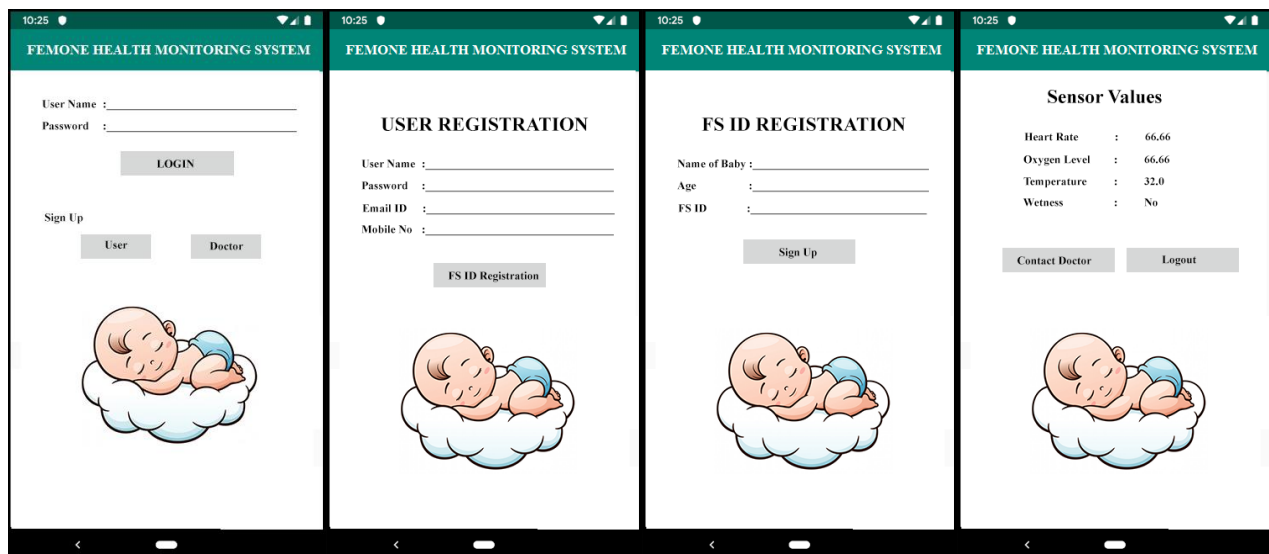 10:25
FEMONE HEALTH MONITORING SYSTEM
User Name :
Password :
LOGIN
Sign Up
User Doctor
10:25
FEMONE HEALTH MONITORING SYSTEM
USER REGISTRATION
User Name :
Password :
Email ID :
Mobile No :
FS ID Registration
10:25
FEMONE HEALTH MONITORING SYSTEM
FS ID REGISTRATION
Name of Baby :
Age :
FS ID :
Sign Up
10:25
FEMONE HEALTH MONITORING SYSTEM
Sensor Values
Heart Rate : 66.66
Oxygen Level : 66.66
Temperature : 32.0
Wetness : No
Contact Doctor Logout